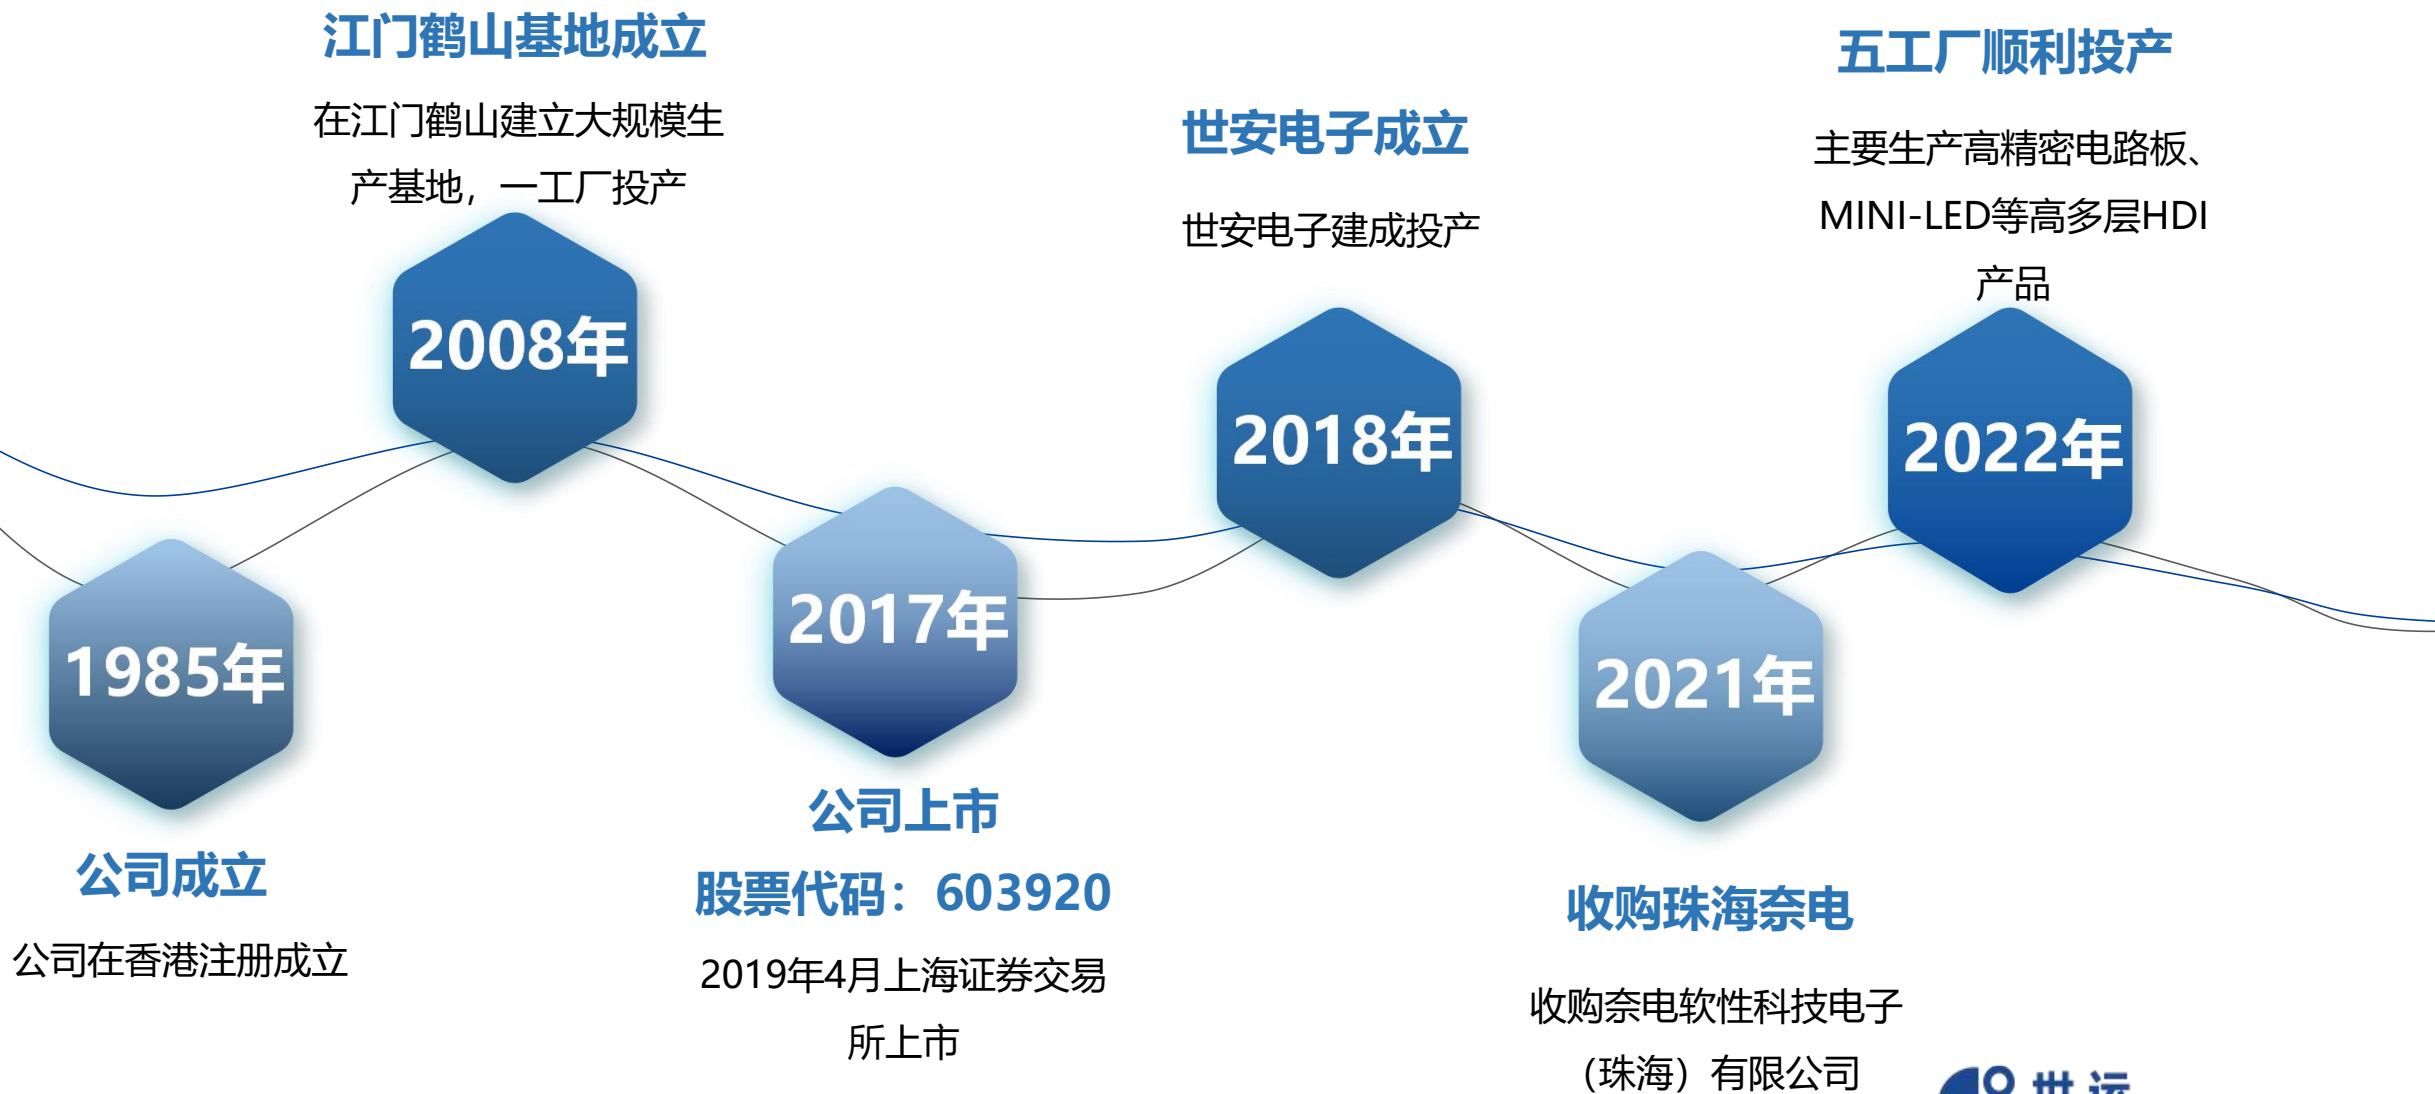 1985年
公司成立
公司在香港注册成立
江门鹤山基地成立
在江门鹤山建立大规模生
产基地，一工厂投产
2008年
2017年
公司上市
股票代码：603920
2019年4月上海证券交易
所上市
世安电子成立
世安电子建成投产
2018年
2021年
收购珠海奈电
收购奈电软性科技电子
（珠海）有限公司
五工厂顺利投产
主要生产高精密电路板、
MINI-LED等高多层HDI
产品
2022年
世运